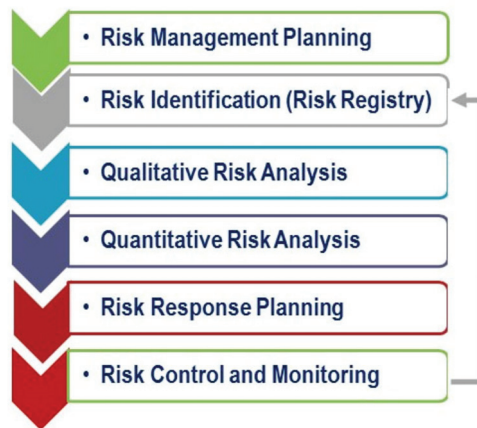 • Risk Management Planning
• Risk Identification (Risk Registry)
• Qualitative Risk Analysis
• Quantitative Risk Analysis
• Risk Response Planning
• Risk Control and Monitoring